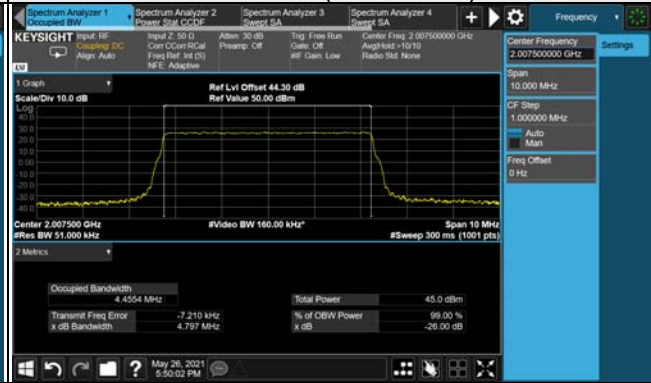 Spectrum Analyzer 1
Occupied BW
Spectrum Analyzer 2
Power Stat CCDF
Spectrum Analyzer 3
Swept SA
Spectrum Analyzer 4
Swept SA
Frequency
KEYSIGHT
Input: RF
Coupling: DC
Align: Auto
Input Z: 50 Ω
Corr CCorr RCal
Freq Ref: Int (S)
NFE: Adaptive
Atten: 30 dB
Preamp: Off
Trig: Free Run
Gate: Off
#IF Gain: Low
Center Freq: 2.007500000 GHz
Avg|Hold:>10/10
Radio Std: None
Center Frequency
2.007500000 GHz
Settings
Span
10.000 MHz
CF Step
1.000000 MHz
Auto
Man
Freq Offset
0 Hz
LXI
1 Graph
Scale/Div 10.0 dB
Ref Lvl Offset 44.30 dB
Ref Value 50.00 dBm
Log
40.0
30.0
20.0
10.0
0.00
-10.0
-20.0
-30.0
-40.0
Center 2.007500 GHz
#Res BW 51.000 kHz
#Video BW 160.00 kHz*
Span 10 MHz
#Sweep 300 ms (1001 pts)
2 Metrics
Occupied Bandwidth
4.4554 MHz
Total Power 45.0 dBm
Transmit Freq Error -7.210 kHz
% of OBW Power 99.00 %
x dB Bandwidth 4.797 MHz
x dB -26.00 dB
?
May 26, 2021
5:50:02 PM